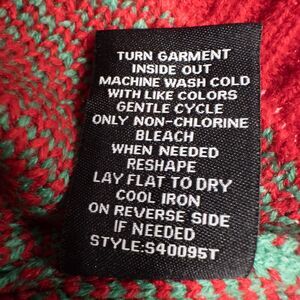 TURN GARMENT
INSIDE OUT
MACHINE WASH COLD
WITH LIKE COLORS
GENTLE CYCLE
ONLY NON-CHLORINE
BLEACH
WHEN NEEDED
RESHAPE
LAY FLAT TO DRY
COOL IRON
ON REVERSE SIDE
IF NEEDED
STYLE:S40095T